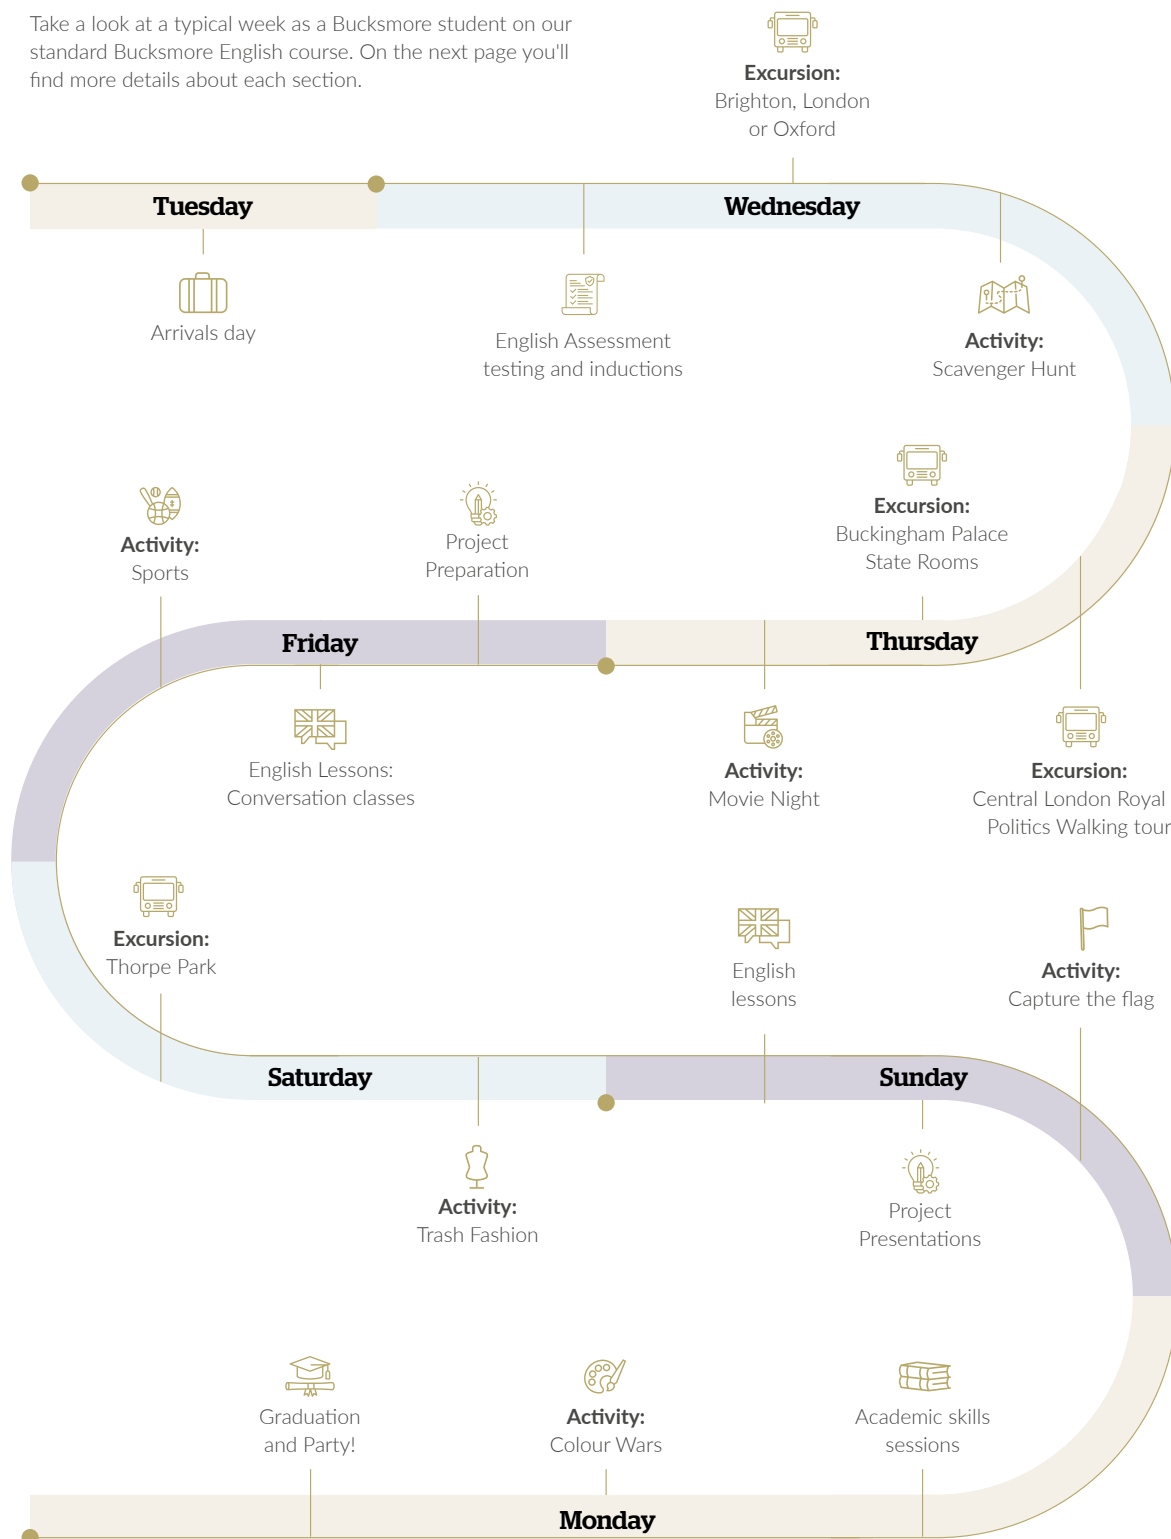 Take a look at a typical week as a Bucksmore student on our
standard Bucksmore English course. On the next page you'll
find more details about each section.
Excursion:
Brighton, London
or Oxford
Tuesday
Wednesday
Arrivals day
English Assessment
testing and inductions
Activity:
Scavenger Hunt
Excursion:
Buckingham Palace
State Rooms
Thursday
Excursion:
Central London Royal
Politics Walking tour
Activity:
Movie Night
Project
Preparation
Friday
English Lessons:
Conversation classes
Activity:
Sports
Excursion:
Thorpe Park
Saturday
Activity:
Trash Fashion
English
lessons
Sunday
Project
Presentations
Activity:
Capture the flag
Academic skills
sessions
Monday
Activity:
Colour Wars
Graduation
and Party!